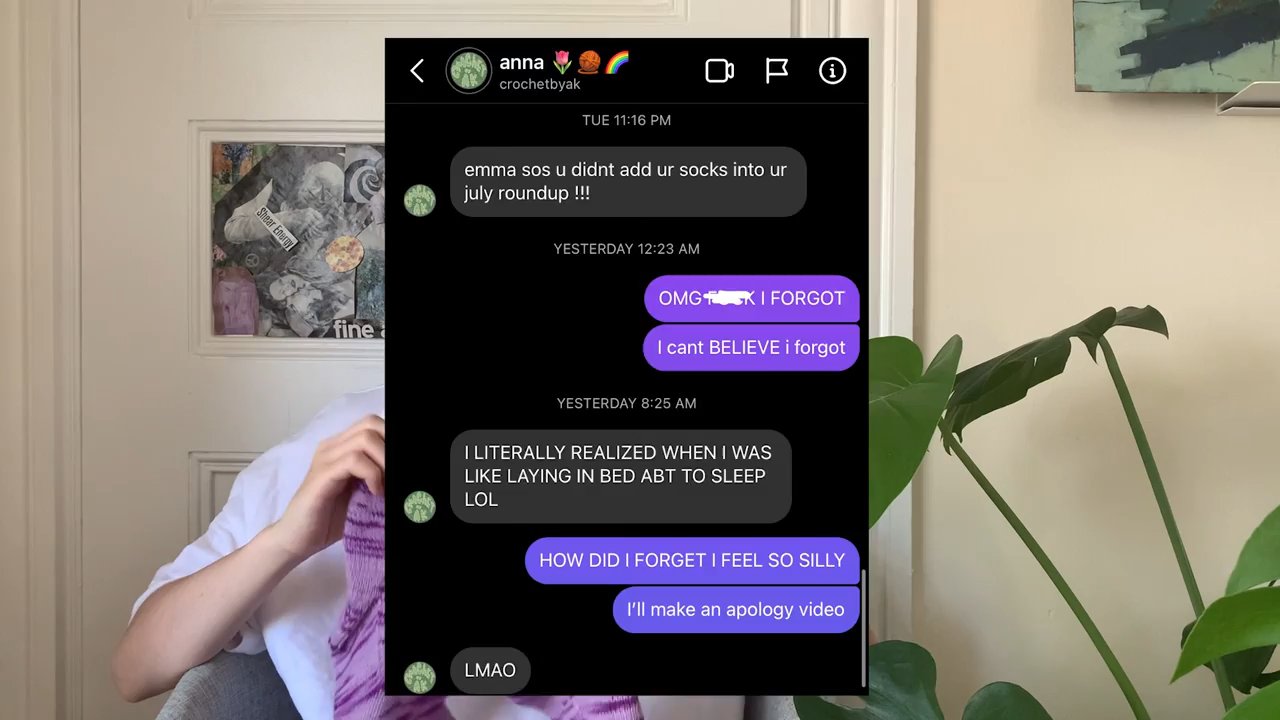 anna 🌷🧶🌈
crochetbyak
TUE 11:16 PM
emma sos u didnt add ur socks into ur
july roundup !!!
YESTERDAY 12:23 AM
OMG I FORGOT
I cant BELIEVE i forgot
YESTERDAY 8:25 AM
I LITERALLY REALIZED WHEN I WAS
LIKE LAYING IN BED ABT TO SLEEP
LOL
HOW DID I FORGET I FEEL SO SILLY
I'll make an apology video
LMAO
Shear Energy
fine